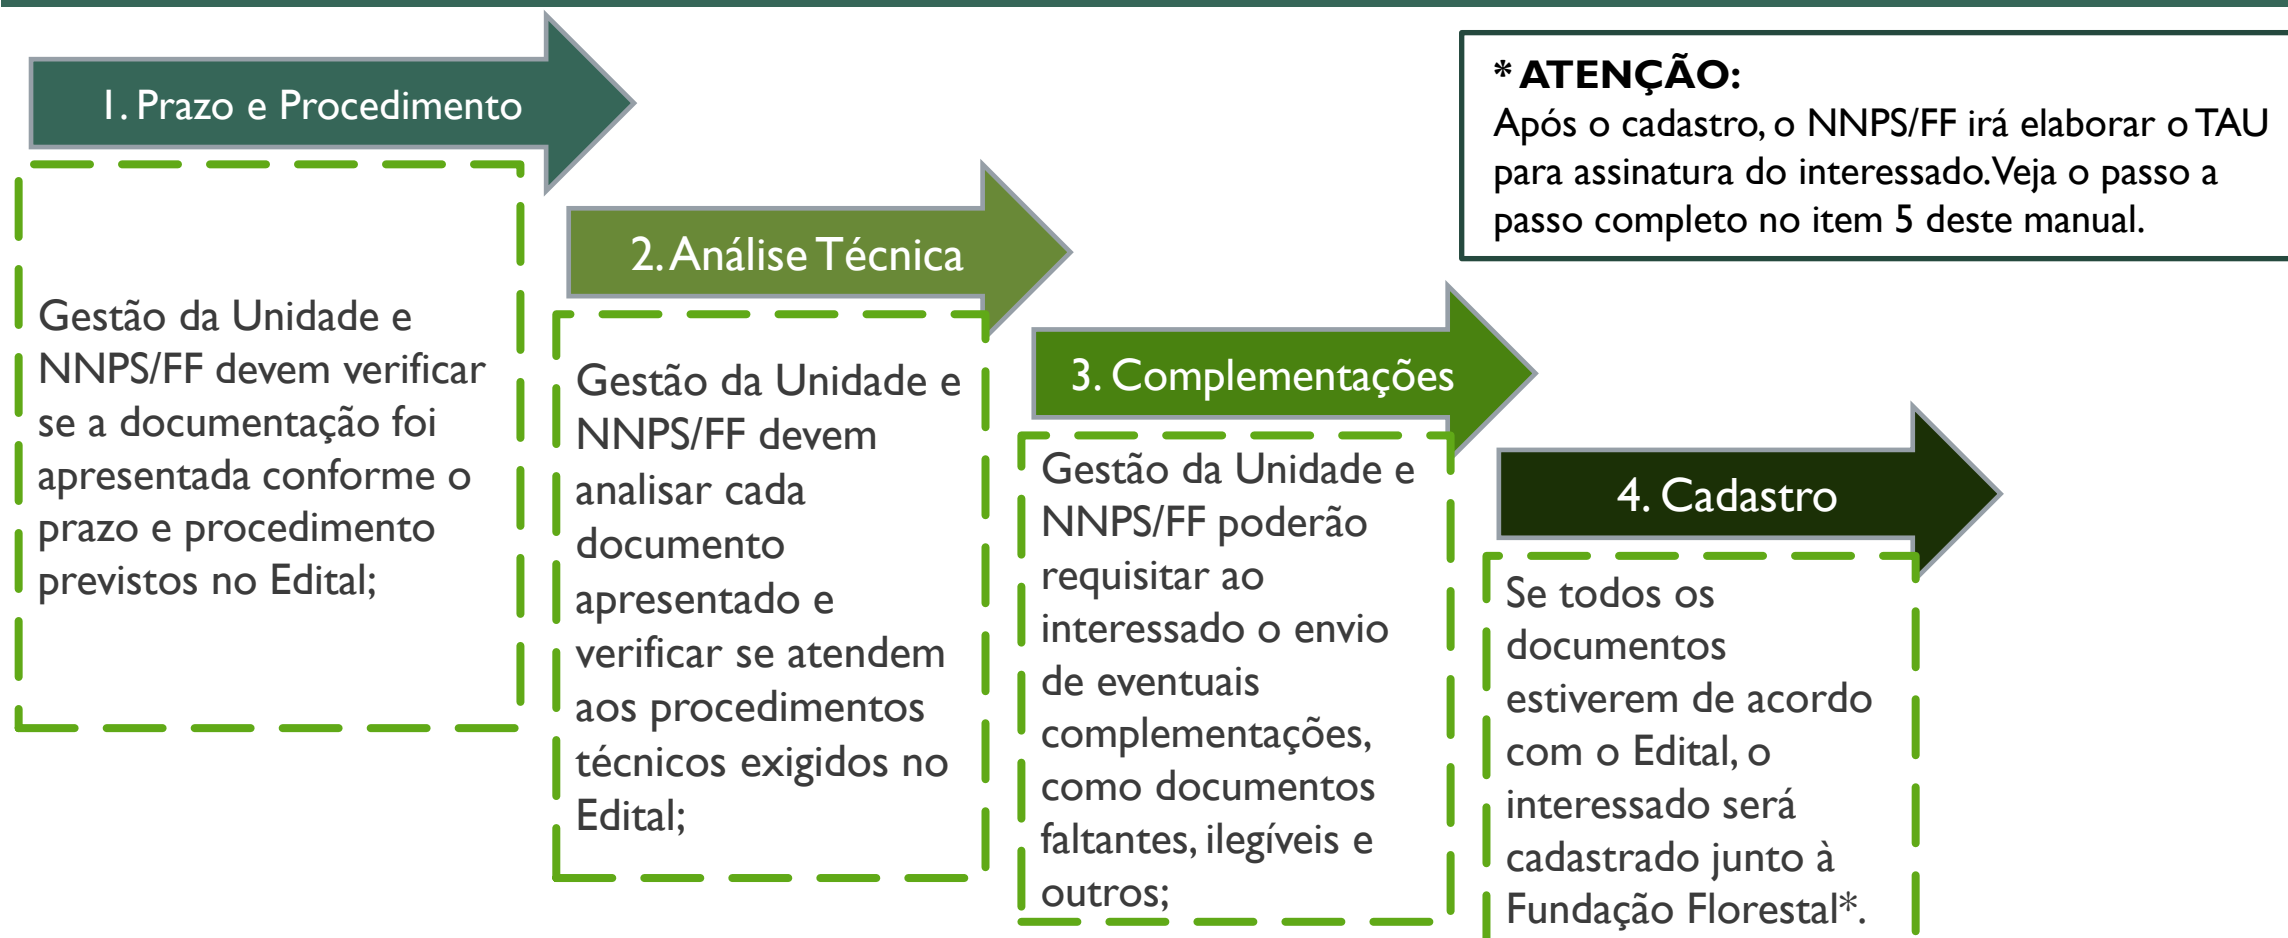 1. Prazo e Procedimento
Gestão da Unidade e
NNPS/FF devem verificar
se a documentação foi
apresentada conforme o
prazo e procedimento
previstos no Edital;
2. Análise Técnica
Gestão da Unidade e
NNPS/FF devem
analisar cada
documento
apresentado e
verificar se atendem
aos procedimentos
técnicos exigidos no
Edital;
3. Complementações
Gestão da Unidade e
NNPS/FF poderão
requisitar ao
interessado o envio
de eventuais
complementações,
como documentos
faltantes, ilegíveis e
outros;
4. Cadastro
Se todos os
documentos
estiverem de acordo
com o Edital, o
interessado será
cadastrado junto à
Fundação Florestal*.
* ATENÇÃO:
Após o cadastro, o NNPS/FF irá elaborar o TAU
para assinatura do interessado. Veja o passo a
passo completo no item 5 deste manual.